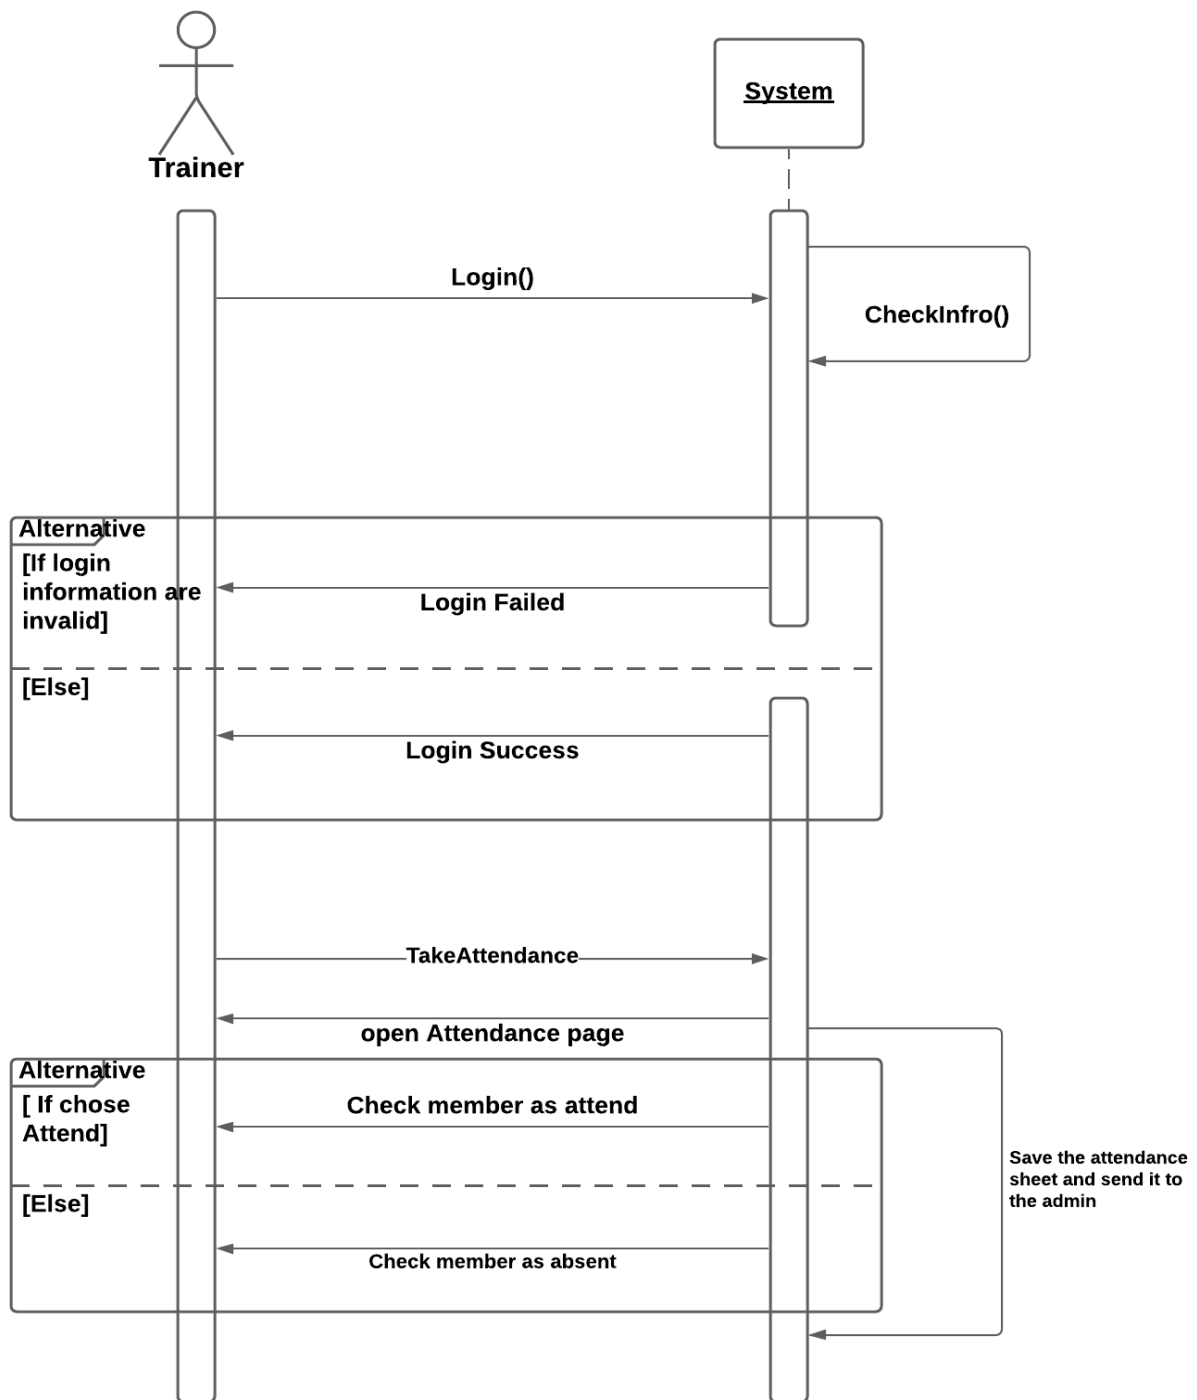 Trainer
System
Login()
CheckInfro()
Alternative
[If login
information are
invalid]
Login Failed
[Else]
Login Success
TakeAttendance
open Attendance page
Alternative
[ If chose
Attend]
Check member as attend
Save the attendance
sheet and send it to
the admin
[Else]
Check member as absent